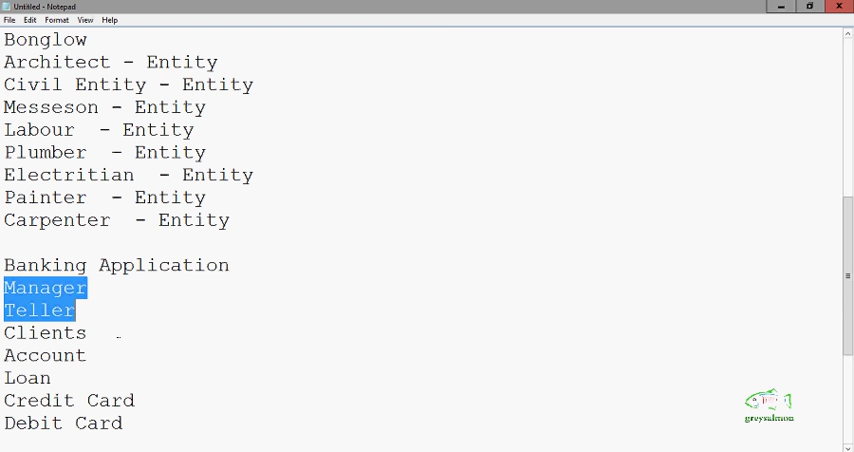 Untitled - Notepad
File Edit Format View Help
Bonglow
Architect - Entity
Civil Entity - Entity
Messeson - Entity
Labour - Entity
Plumber - Entity
Electritian - Entity
Painter - Entity
Carpenter - Entity
Banking Application
Manager
Teller
Clients
Account
Loan
Credit Card
Debit Card
greysalmon